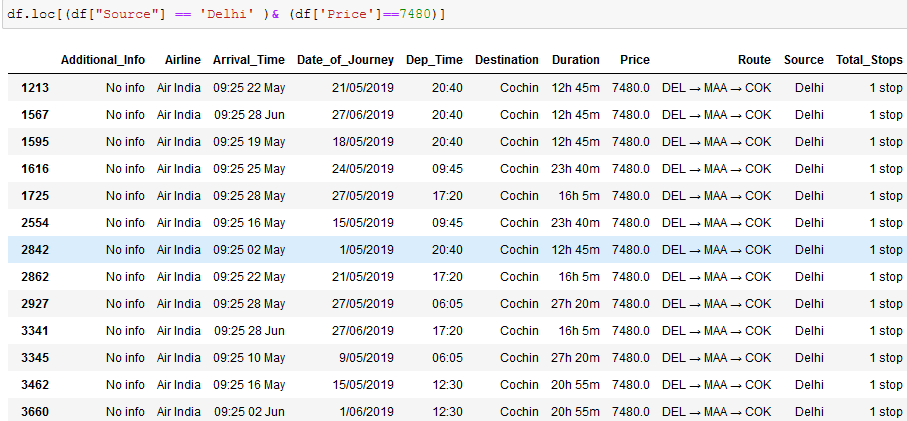 df.loc[(df["Source"] == 'Delhi' )& (df['Price']==7480)]
Additional_Info Airline Arrival_Time Date_of_Journey Dep_Time Destination Duration Price Route Source Total_Stops
1213 No info Air India 09:25 22 May 21/05/2019 20:40 Cochin 12h 45m 7480.0 DEL → MAA → COK Delhi 1 stop
1567 No info Air India 09:25 28 Jun 27/06/2019 20:40 Cochin 12h 45m 7480.0 DEL → MAA → COK Delhi 1 stop
1595 No info Air India 09:25 19 May 18/05/2019 20:40 Cochin 12h 45m 7480.0 DEL → MAA → COK Delhi 1 stop
1616 No info Air India 09:25 25 May 24/05/2019 09:45 Cochin 23h 40m 7480.0 DEL → MAA → COK Delhi 1 stop
1725 No info Air India 09:25 28 May 27/05/2019 17:20 Cochin 16h 5m 7480.0 DEL → MAA → COK Delhi 1 stop
2554 No info Air India 09:25 16 May 15/05/2019 09:45 Cochin 23h 40m 7480.0 DEL → MAA → COK Delhi 1 stop
2842 No info Air India 09:25 02 May 1/05/2019 20:40 Cochin 12h 45m 7480.0 DEL → MAA → COK Delhi 1 stop
2862 No info Air India 09:25 22 May 21/05/2019 17:20 Cochin 16h 5m 7480.0 DEL → MAA → COK Delhi 1 stop
2927 No info Air India 09:25 28 May 27/05/2019 06:05 Cochin 27h 20m 7480.0 DEL → MAA → COK Delhi 1 stop
3341 No info Air India 09:25 28 Jun 27/06/2019 17:20 Cochin 16h 5m 7480.0 DEL → MAA → COK Delhi 1 stop
3345 No info Air India 09:25 10 May 9/05/2019 06:05 Cochin 27h 20m 7480.0 DEL → MAA → COK Delhi 1 stop
3462 No info Air India 09:25 16 May 15/05/2019 12:30 Cochin 20h 55m 7480.0 DEL → MAA → COK Delhi 1 stop
3660 No info Air India 09:25 02 Jun 1/06/2019 12:30 Cochin 20h 55m 7480.0 DEL → MAA → COK Delhi 1 stop